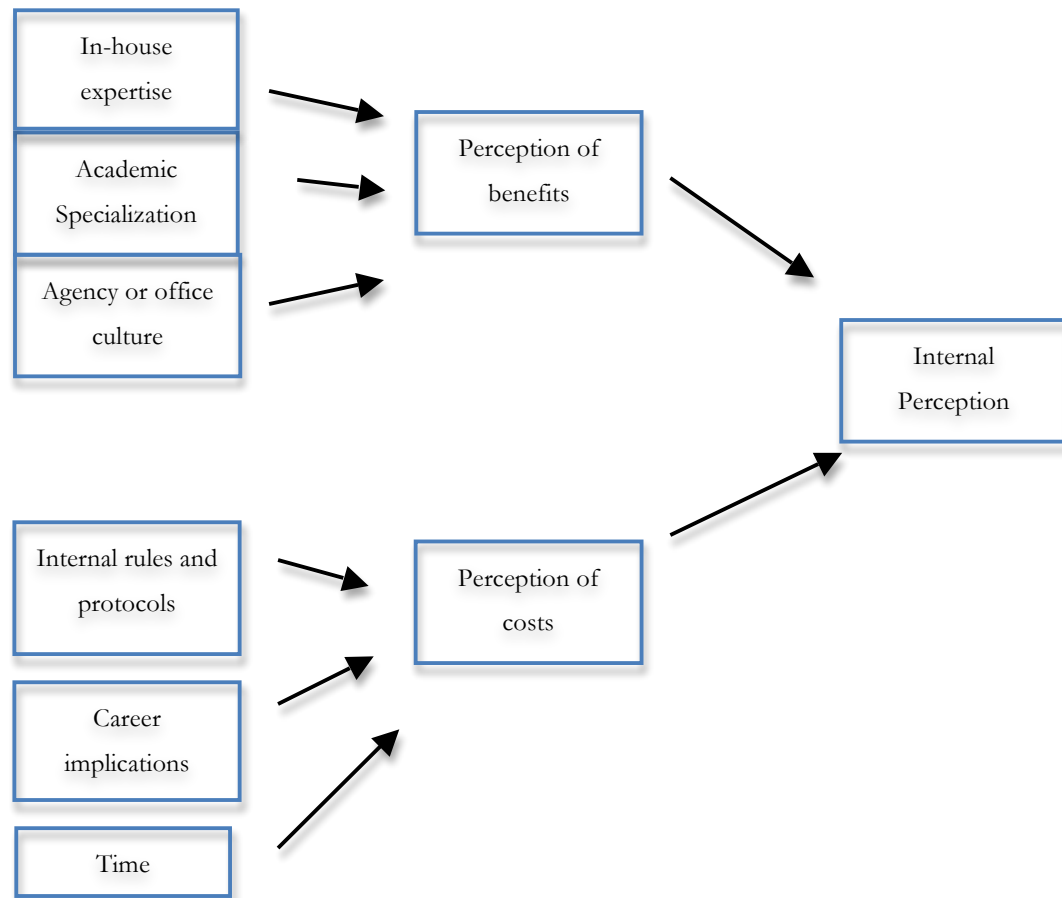 In-house
expertise
Academic
Specialization
Agency or office
culture
Perception of
benefits
Internal
Perception
Internal rules and
protocols
Career
implications
Time
Perception of
costs